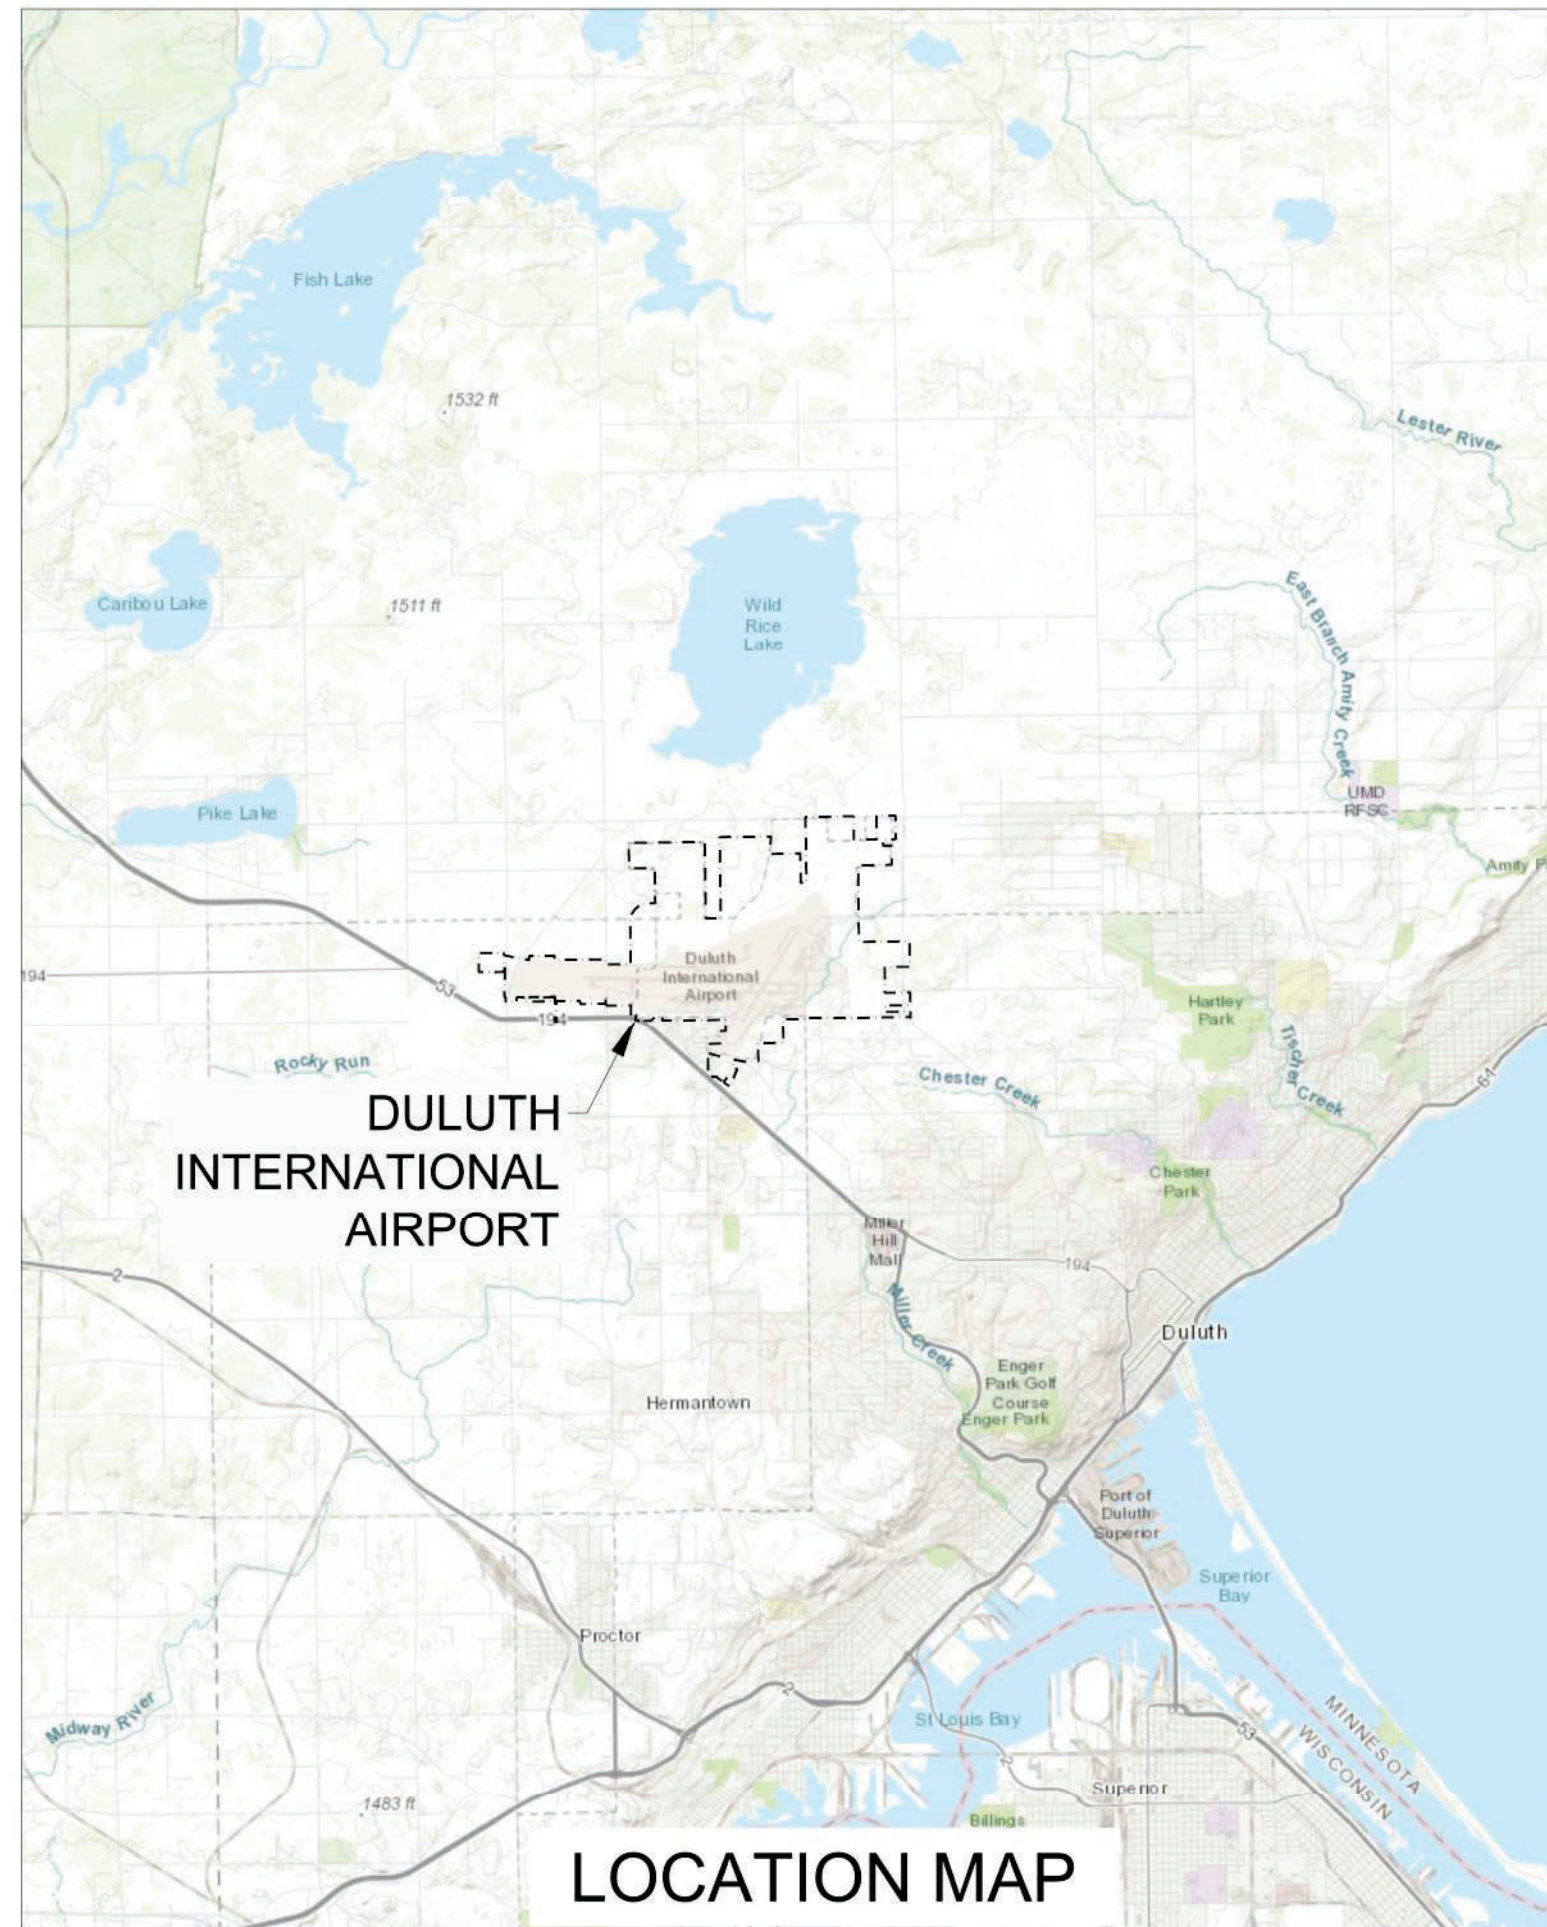 Fish Lake
1532 ft
Lester River
Caribou Lake
1511 ft
Wild
Rice
Lake
East Branch Amity Creek
UMD
RFSC
Pike Lake
Amity P
Duluth
International
Airport
194
53
194
Hartley
Park
Tischer Creek
Rocky Run
Chester Creek
61
DULUTH
INTERNATIONAL
AIRPORT
Chester
Park
Miller
Hill
Mall
194
2
Miller Creek
Duluth
Enger
Park Golf
Course
Enger Park
Hermantown
Port of
Duluth
Superior
Superior
Bay
Proctor
2
Midway River
St Louis Bay
MINNESOTA
WISCONSIN
53
2
Superior
1483 ft
Billings
LOCATION MAP